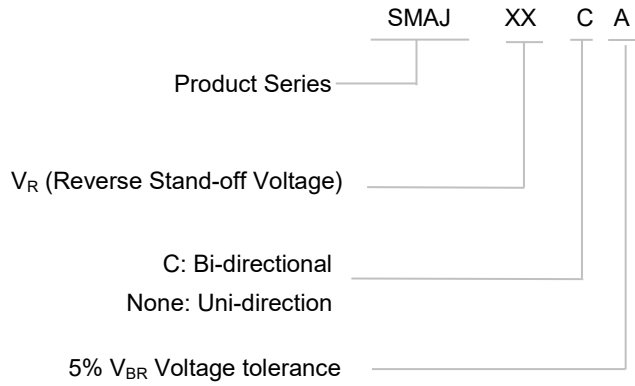 SMAJ XX C A
Product Series
VR (Reverse Stand-off Voltage)
C: Bi-directional
None: Uni-direction
5% VBR Voltage tolerance